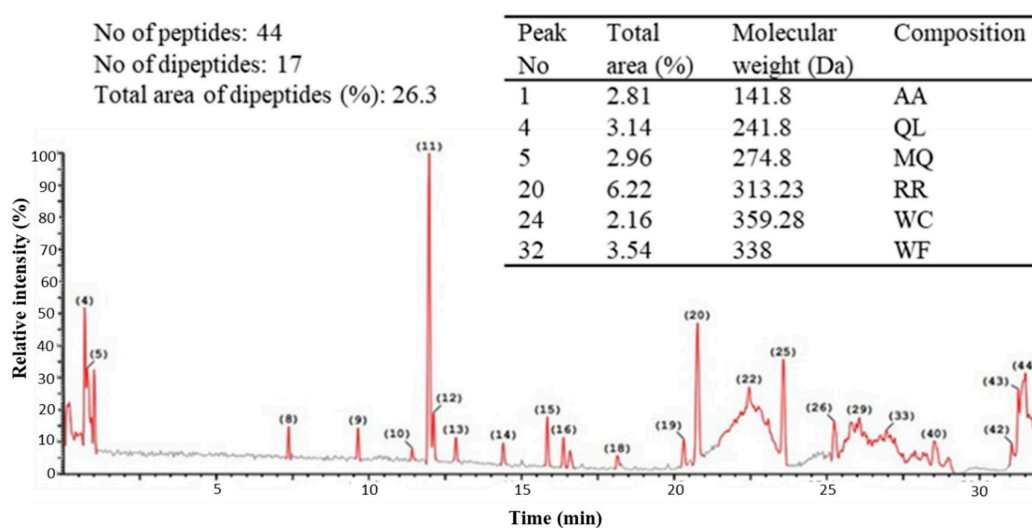 No of peptides: 44
No of dipeptides: 17
Total area of dipeptides (%): 26.3
Peak Total Molecular Composition
No area (%) weight (Da)
1 2.81 141.8 AA
4 3.14 241.8 QL
5 2.96 274.8 MQ
20 6.22 313.23 RR
24 2.16 359.28 WC
32 3.54 338 WF
Relative intensity (%)
100
90
80
70
60
50
40
30
20
10
0
(4)
(5)
(8)
(9)
(10)
(11)
(12)
(13)
(14)
(15)
(16)
(18)
(19)
(20)
(22)
(25)
(26)
(29)
(33)
(40)
(42)
(43)
(44
5 10 15 20 25 30
Time (min)